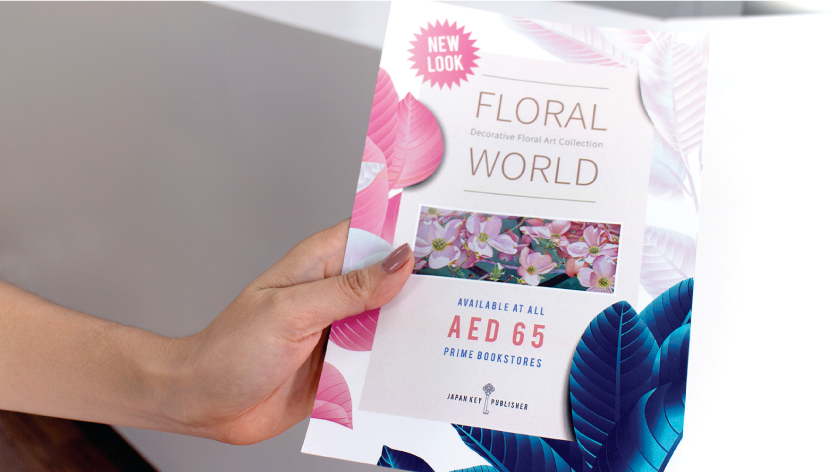 NEW
LOOK
FLORAL
Decorative Floral Art Collection
WORLD
AVAILABLE AT ALL
AED 65
PRIME BOOKSTORES
JAPAN KEY PUBLISHER